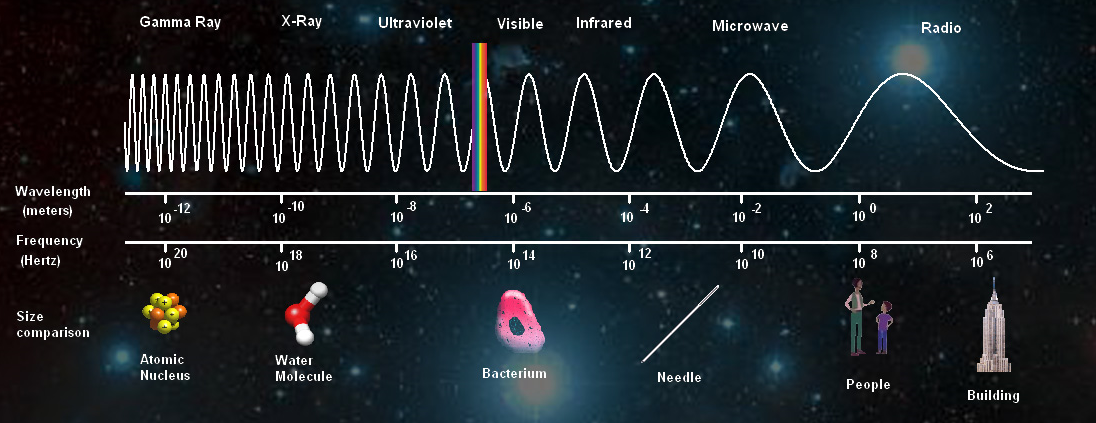 Gamma Ray X-Ray Ultraviolet Visible Infrared Microwave Radio
Wavelength
(meters)
10^-12 10^-10 10^-8 10^-6 10^-4 10^-2 10^0 10^2
Frequency
(Hertz)
10^20 10^18 10^16 10^14 10^12 10^10 10^8 10^6
Size
comparison
Atomic
Nucleus
Water
Molecule
Bacterium
Needle
People
Building